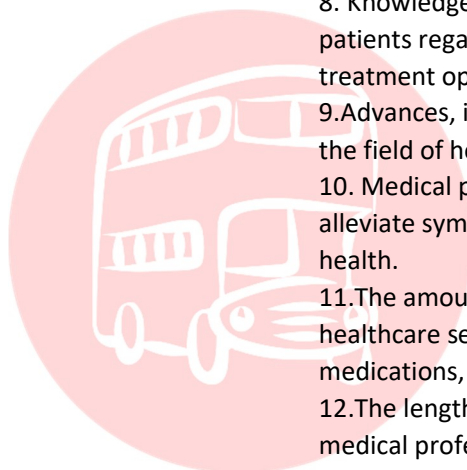 8. Knowledge
patients rega
treatment op
9.Advances, i
the field of he
10. Medical p
alleviate sym
health.
11.The amou
healthcare se
medications,
12.The length
medical profe